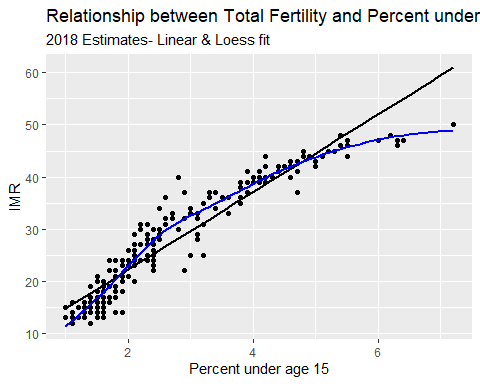 Relationship between Total Fertility and Percent under
2018 Estimates- Linear & Loess fit
60
50
40
30
20
10
IMR
2
4
6
Percent under age 15